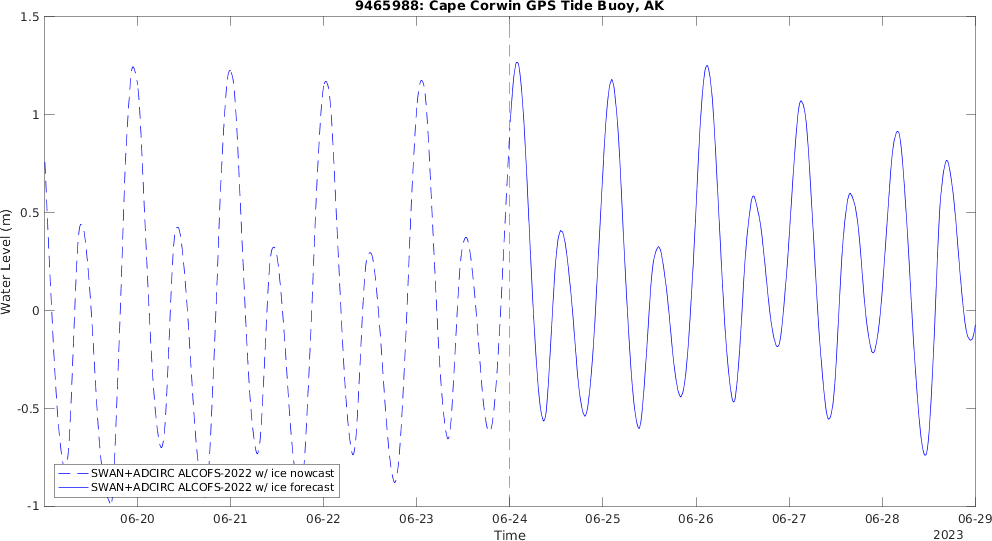 9465988: Cape Corwin GPS Tide Buoy, AK
1.5
1
0.5
0
-0.5
-1
Water Level (m)
SWAN+ADCIRC ALCOFS-2022 w/ ice nowcast
SWAN+ADCIRC ALCOFS-2022 w/ ice forecast
06-20 06-21 06-22 06-23 06-24 06-25 06-26 06-27 06-28 06-29
Time
2023